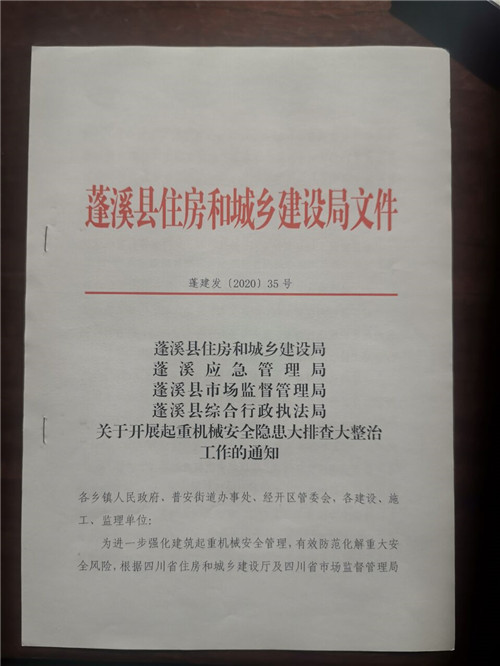 蓬溪县住房和城乡建设局文件
蓬建发〔2020〕35号
蓬溪县住房和城乡建设局
蓬溪应急管理局
蓬溪县市场监督管理局
蓬溪县综合行政执法局
关于开展起重机械安全隐患大排查大整治
工作的通知
各乡镇人民政府、普安街道办事处、经开区管委会、各建设、施
工、监理单位：
为进一步强化建筑起重机械安全管理，有效防范化解重大安
全风险，根据四川省住房和城乡建设厅及四川省市场监督管理局